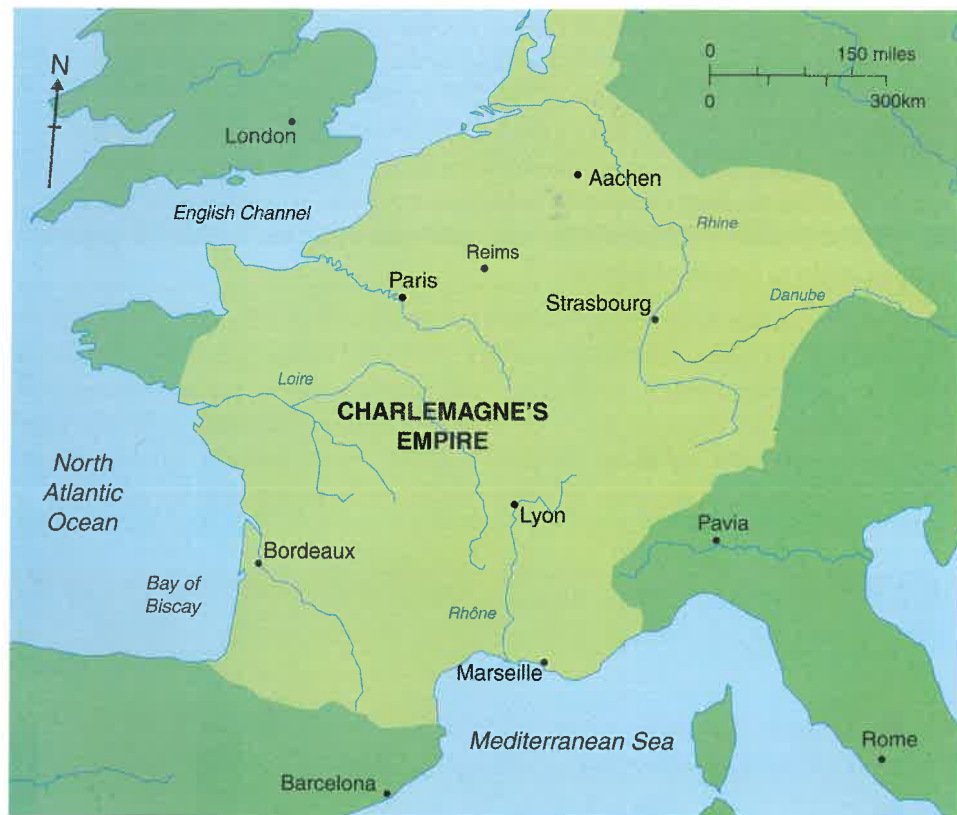 N
0 150 miles
0 300km
London
Aachen
English Channel
Rhine
Reims
Paris
Strasbourg
Danube
Loire
CHARLEMAGNE'S
EMPIRE
North
Atlantic
Ocean
Lyon
Pavia
Bordeaux
Bay of
Biscay
Rhône
Marseille
Mediterranean Sea
Rome
Barcelona